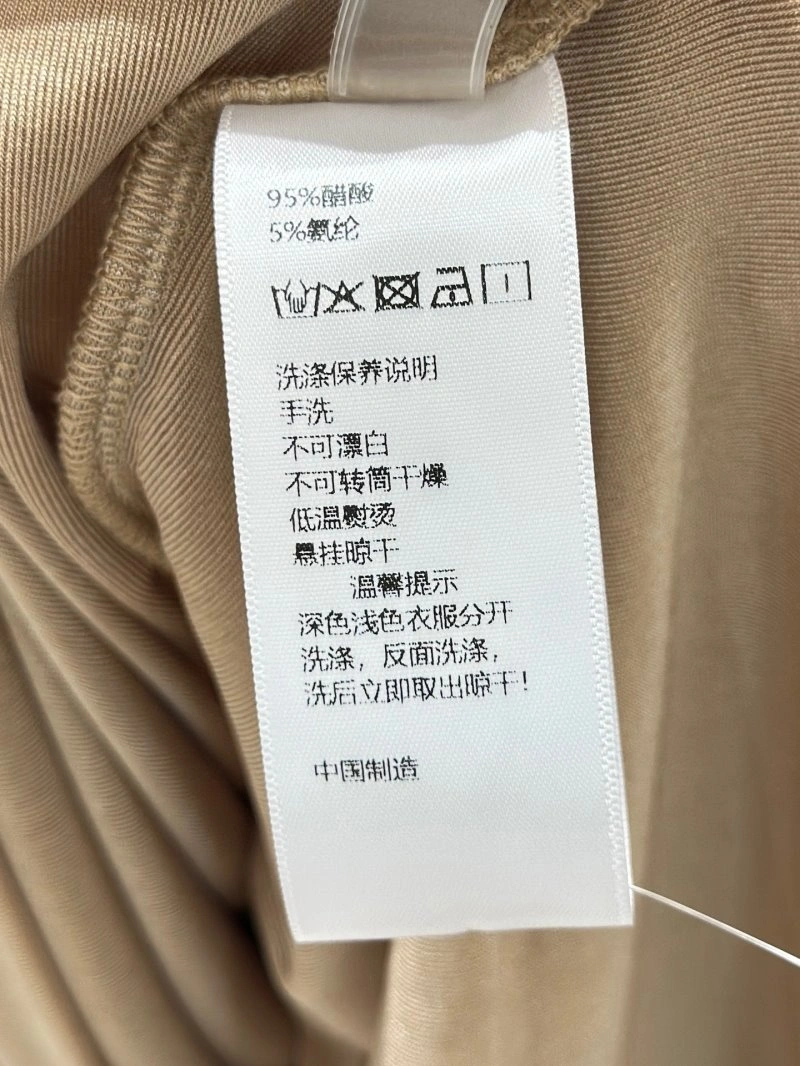 95%醋酸
5%氨纶
洗涤保养说明
手洗
不可漂白
不可转筒干燥
低温熨烫
悬挂晾干
温馨提示
深色浅色衣服分开
洗涤，反面洗涤，
洗后立即取出晾干！
中国制造